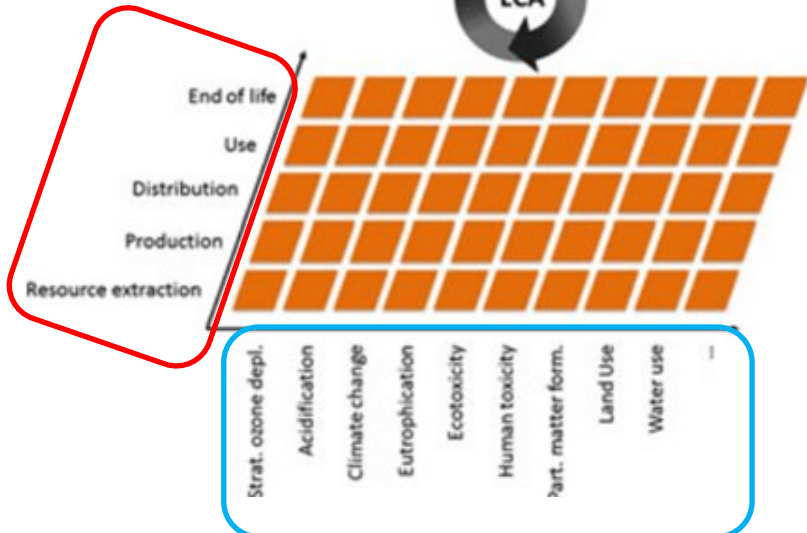 LCA
End of life
Use
Distribution
Production
Resource extraction
Strat. ozone depl.
Acidification
Climate change
Eutrophication
Ecotoxicity
Human toxicity
Part. matter form.
Land Use
Water use
...